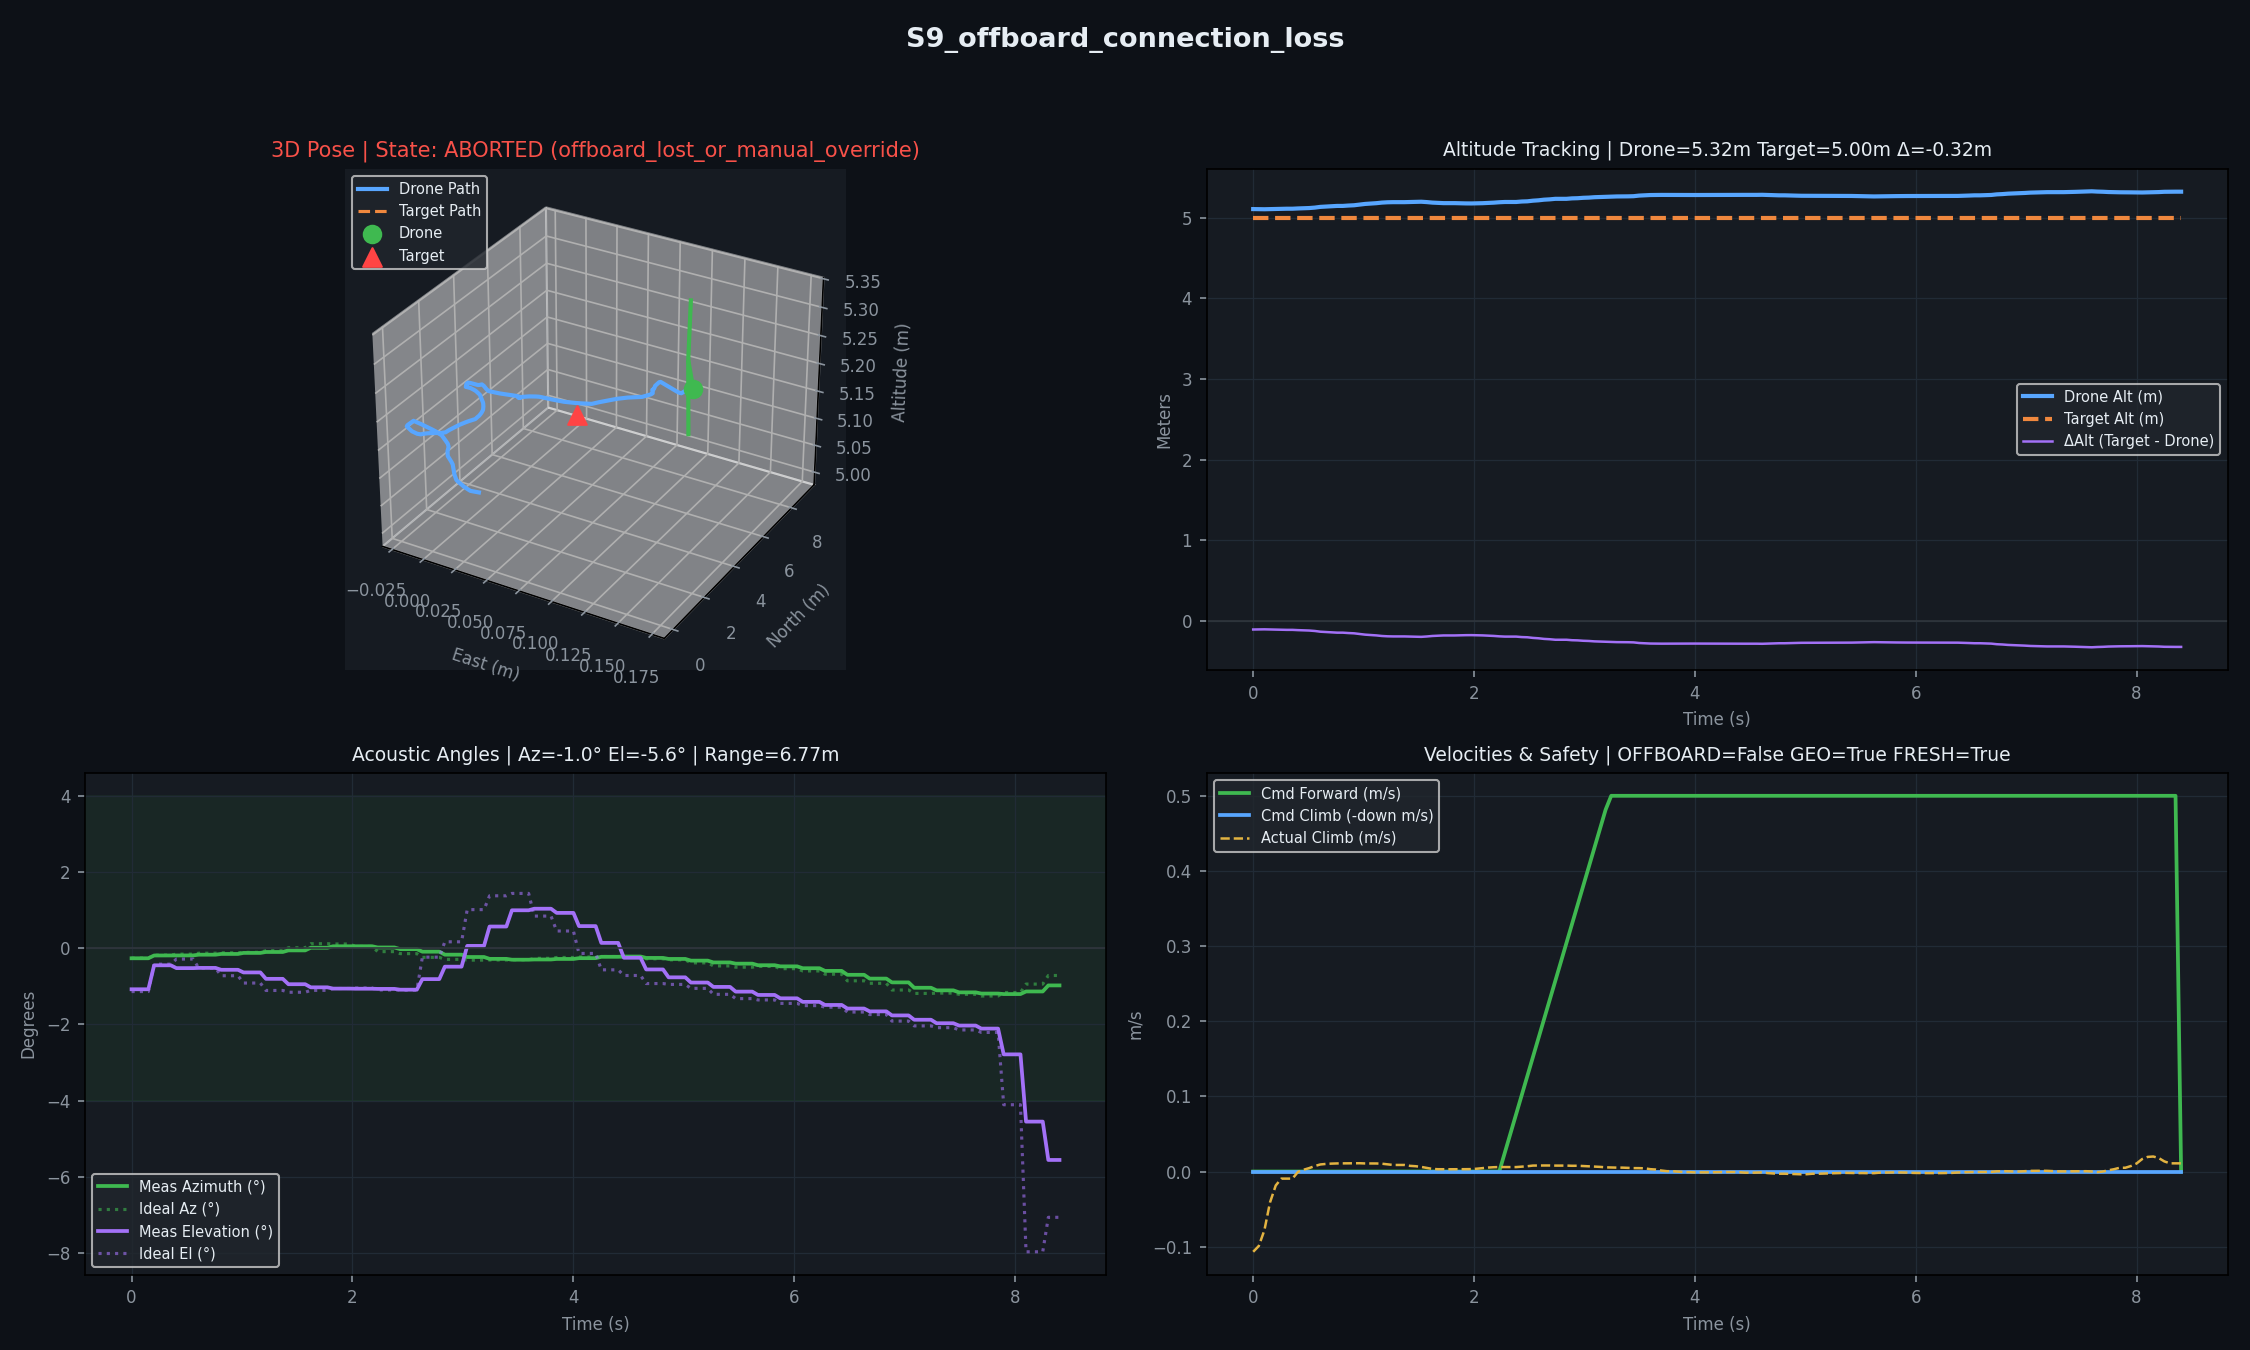 S9_offboard_connection_loss
3D Pose | State: ABORTED (offboard_lost_or_manual_override)
Drone Path
Target Path
Drone
Target
5.35
5.30
5.25
5.20
5.15
5.10
5.05
5.00
Altitude (m)
8
6
4
2
0
North (m)
−0.025
0.000
0.025
0.050
0.075
0.100
0.125
0.150
0.175
East (m)
Altitude Tracking | Drone=5.32m Target=5.00m Δ=-0.32m
5
4
3
2
1
0
Meters
Drone Alt (m)
Target Alt (m)
ΔAlt (Target - Drone)
0 2 4 6 8
Time (s)
Acoustic Angles | Az=-1.0° El=-5.6° | Range=6.77m
4
2
0
−2
−4
−6
−8
Degrees
Meas Azimuth (°)
Ideal Az (°)
Meas Elevation (°)
Ideal El (°)
0 2 4 6 8
Time (s)
Velocities & Safety | OFFBOARD=False GEO=True FRESH=True
Cmd Forward (m/s)
Cmd Climb (-down m/s)
Actual Climb (m/s)
0.5
0.4
0.3
0.2
0.1
0.0
−0.1
m/s
0 2 4 6 8
Time (s)